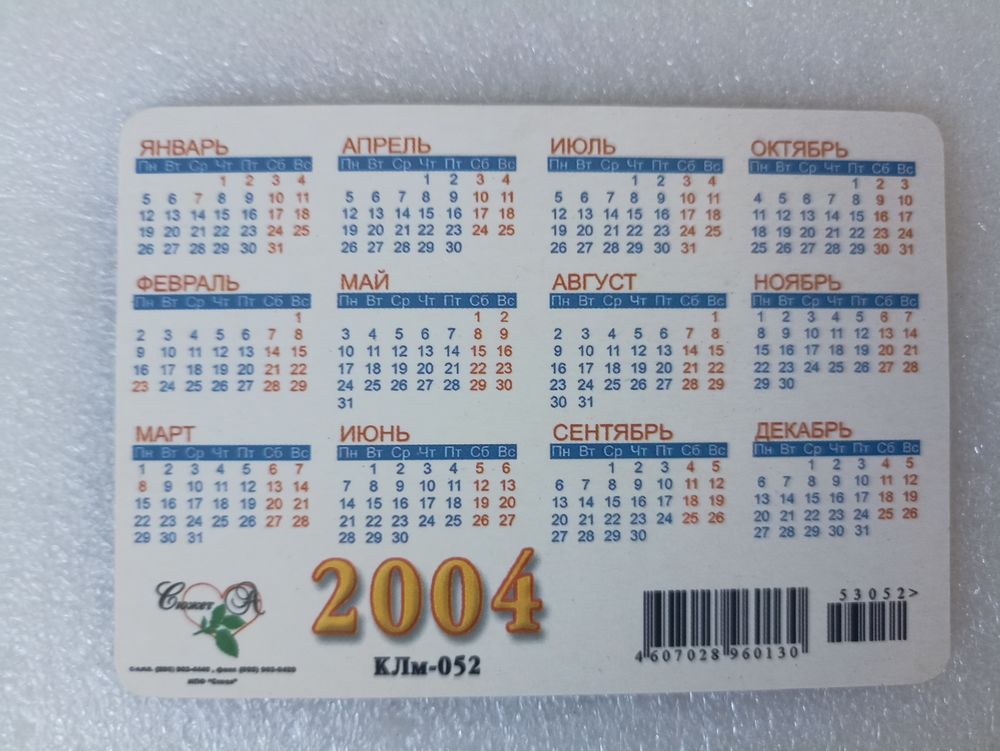 ЯНВАРЬ
Пн Вт Ср Чт Пт Сб Вс
1 2 3 4
5 6 7 8 9 10 11
12 13 14 15 16 17 18
19 20 21 22 23 24 25
26 27 28 29 30 31
ФЕВРАЛЬ
Пн Вт Ср Чт Пт Сб Вс
1
2 3 4 5 6 7 8
9 10 11 12 13 14 15
16 17 18 19 20 21 22
23 24 25 26 27 28 29
МАРТ
Пн Вт Ср Чт Пт Сб Вс
1 2 3 4 5 6 7
8 9 10 11 12 13 14
15 16 17 18 19 20 21
22 23 24 25 26 27 28
29 30 31
АПРЕЛЬ
Пн Вт Ср Чт Пт Сб Вс
1 2 3 4
5 6 7 8 9 10 11
12 13 14 15 16 17 18
19 20 21 22 23 24 25
26 27 28 29 30
МАЙ
Пн Вт Ср Чт Пт Сб Вс
1 2
3 4 5 6 7 8 9
10 11 12 13 14 15 16
17 18 19 20 21 22 23
24 25 26 27 28 29 30
31
ИЮНЬ
Пн Вт Ср Чт Пт Сб Вс
1 2 3 4 5 6
7 8 9 10 11 12 13
14 15 16 17 18 19 20
21 22 23 24 25 26 27
28 29 30
ИЮЛЬ
Пн Вт Ср Чт Пт Сб Вс
1 2 3 4
5 6 7 8 9 10 11
12 13 14 15 16 17 18
19 20 21 22 23 24 25
26 27 28 29 30 31
АВГУСТ
Пн Вт Ср Чт Пт Сб Вс
1
2 3 4 5 6 7 8
9 10 11 12 13 14 15
16 17 18 19 20 21 22
23 24 25 26 27 28 29
30 31
СЕНТЯБРЬ
Пн Вт Ср Чт Пт Сб Вс
1 2 3 4 5
6 7 8 9 10 11 12
13 14 15 16 17 18 19
20 21 22 23 24 25 26
27 28 29 30
ОКТЯБРЬ
Пн Вт Ср Чт Пт Сб Вс
1 2 3
4 5 6 7 8 9 10
11 12 13 14 15 16 17
18 19 20 21 22 23 24
25 26 27 28 29 30 31
НОЯБРЬ
Пн Вт Ср Чт Пт Сб Вс
1 2 3 4 5 6 7
8 9 10 11 12 13 14
15 16 17 18 19 20 21
22 23 24 25 26 27 28
29 30
ДЕКАБРЬ
Пн Вт Ср Чт Пт Сб Вс
1 2 3 4 5
6 7 8 9 10 11 12
13 14 15 16 17 18 19
20 21 22 23 24 25 26
27 28 29 30 31
Сюжет А
2004
КЛм-052
4 607028 960130
53052>